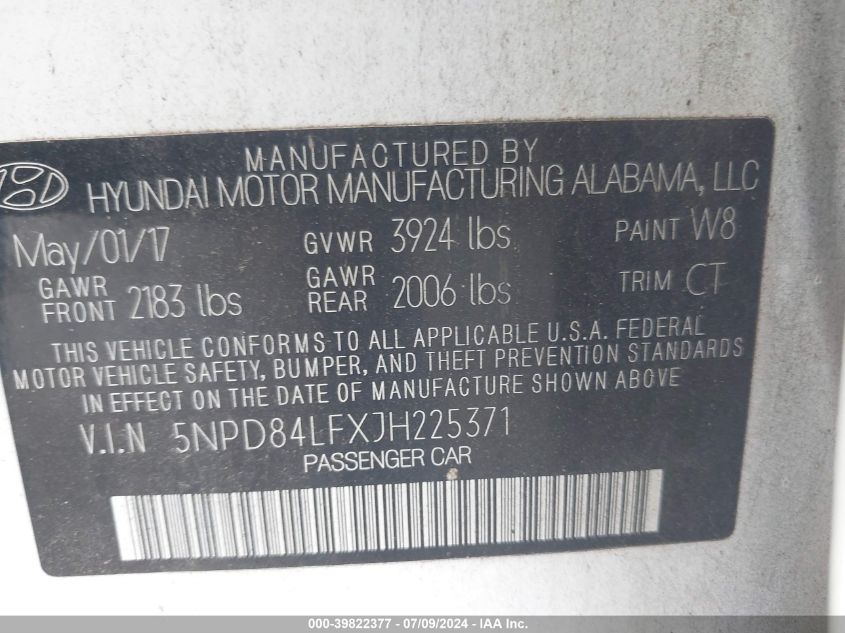 MANUFACTURED BY
HYUNDAI MOTOR MANUFACTURING ALABAMA, LLC
May/01/17 GVWR 3924 lbs PAINT W8
GAWR FRONT 2183 lbs GAWR REAR 2006 lbs TRIM CT
THIS VEHICLE CONFORMS TO ALL APPLICABLE U.S.A. FEDERAL
MOTOR VEHICLE SAFETY, BUMPER, AND THEFT PREVENTION STANDARDS
IN EFFECT ON THE DATE OF MANUFACTURE SHOWN ABOVE
V.I.N 5NPD84LFXJH225371
PASSENGER CAR
000-39822377 - 07/09/2024 - IAAI.com